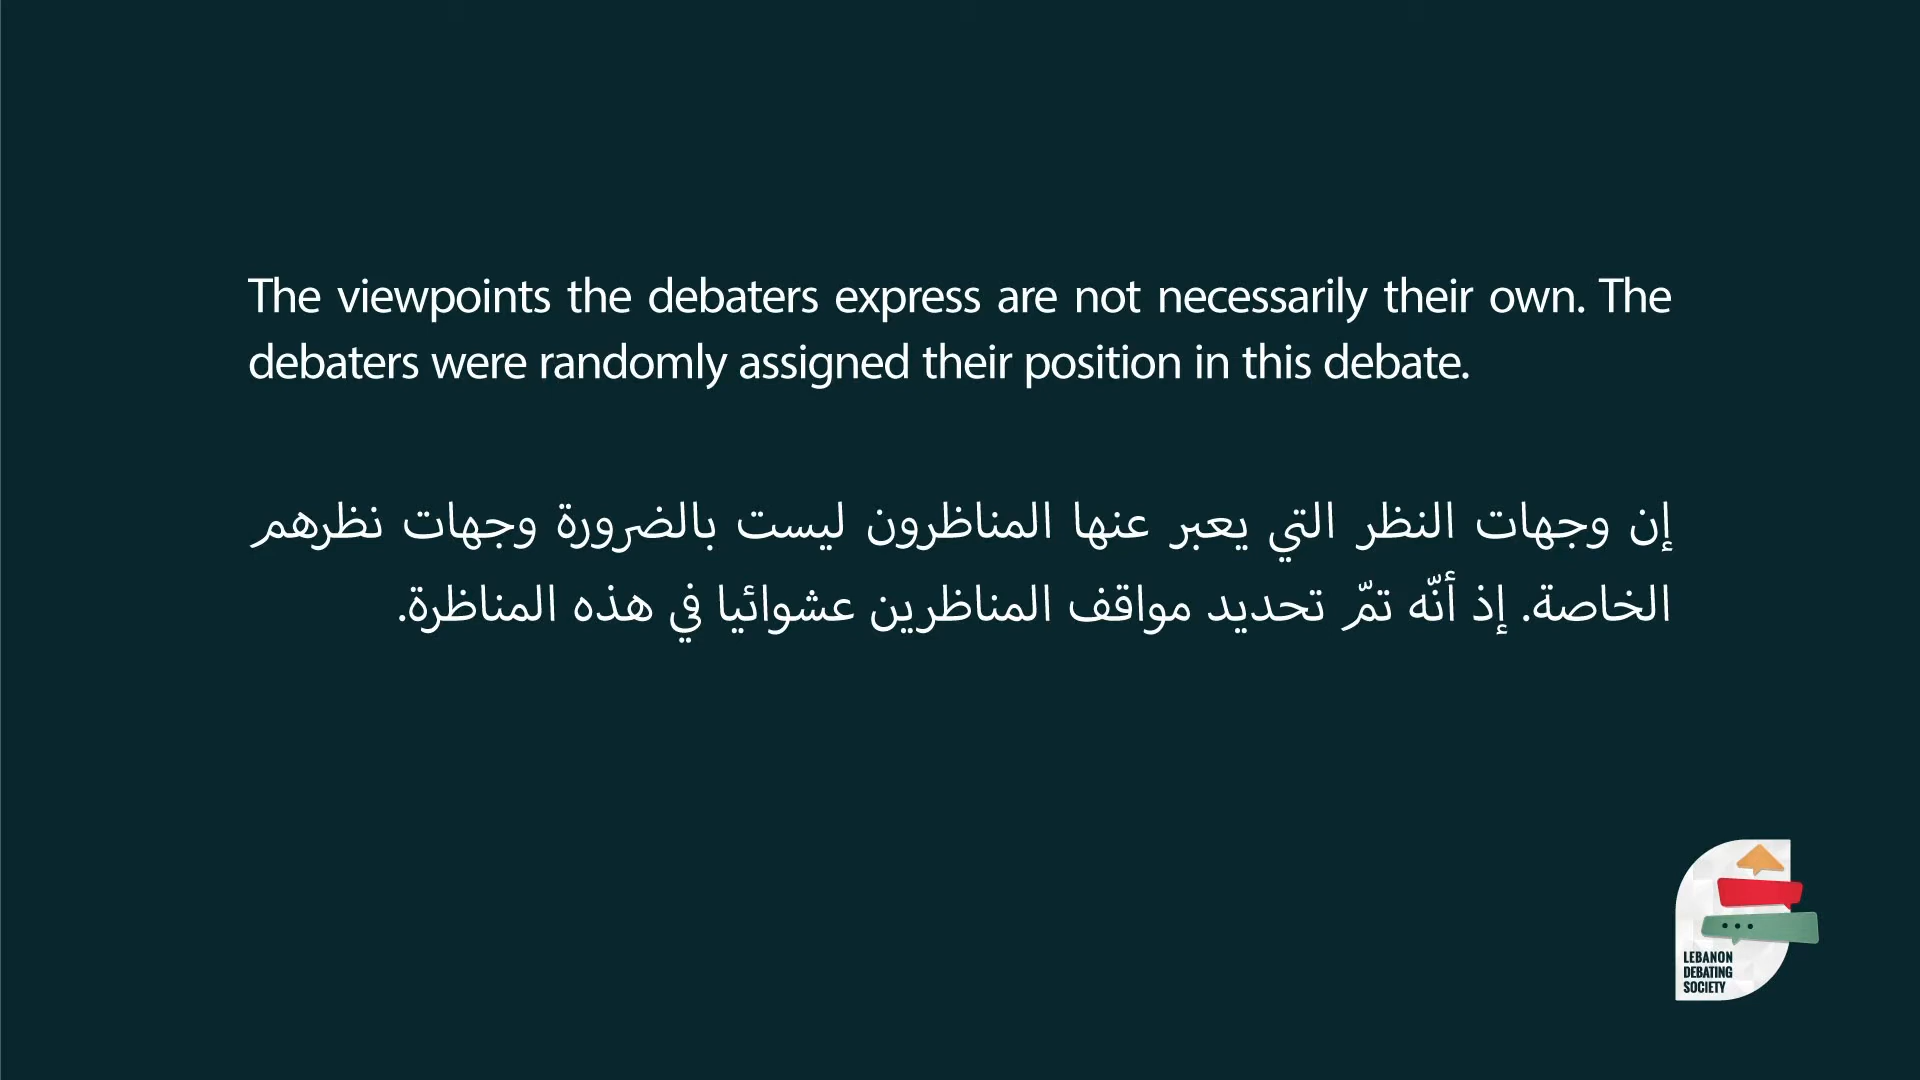 The viewpoints the debaters express are not necessarily their own. The
debaters were randomly assigned their position in this debate.
إن وجهات النظر التي يعبر عنها المناظرون ليست بالضرورة وجهات نظرهم
الخاصة. إذ أنّه تمّ تحديد مواقف المناظرين عشوائيا في هذه المناظرة.
LEBANON
DEBATING
SOCIETY